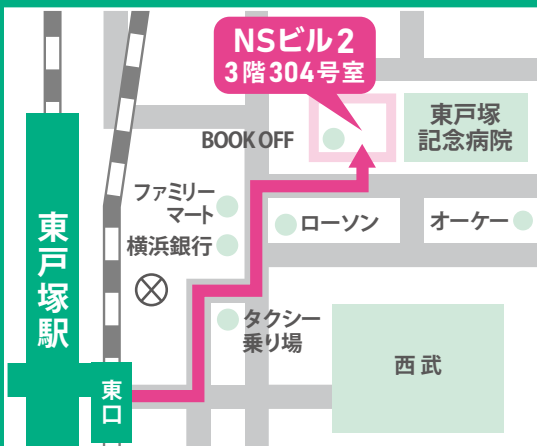 NSビル2
3階304号室
東戸塚
記念病院
BOOK OFF
ファミリー
マート
ローソン
オーケー
横浜銀行
東戸塚駅
タクシー
乗り場
西武
東口